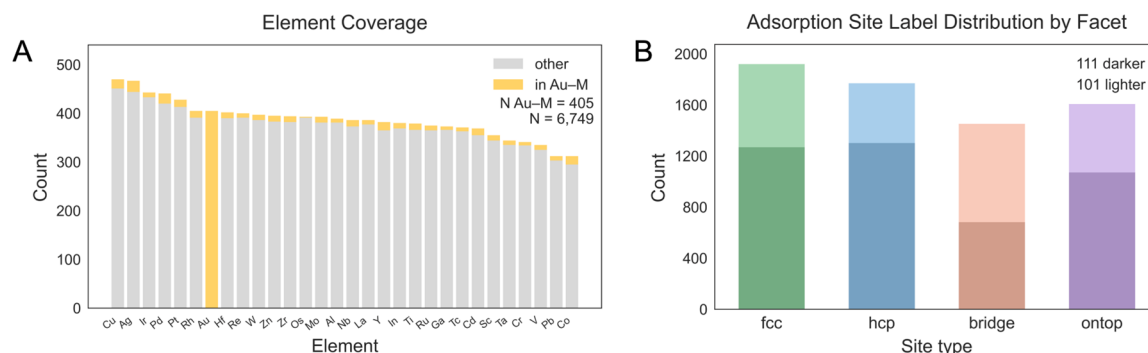 A
Element Coverage
500
400
300
200
100
0
Count
other
in Au–M
N Au–M = 405
N = 6,749
Cu Ag Ir Pd Pt Rh Au Hf Re W Zn Zr Os Mo Al Nb La Y In Ti Ru Ga Tc Cd Sc Ta Cr V Pb Co
Element
B
Adsorption Site Label Distribution by Facet
2000
1600
1200
800
400
0
Count
111 darker
101 lighter
fcc hcp bridge ontop
Site type